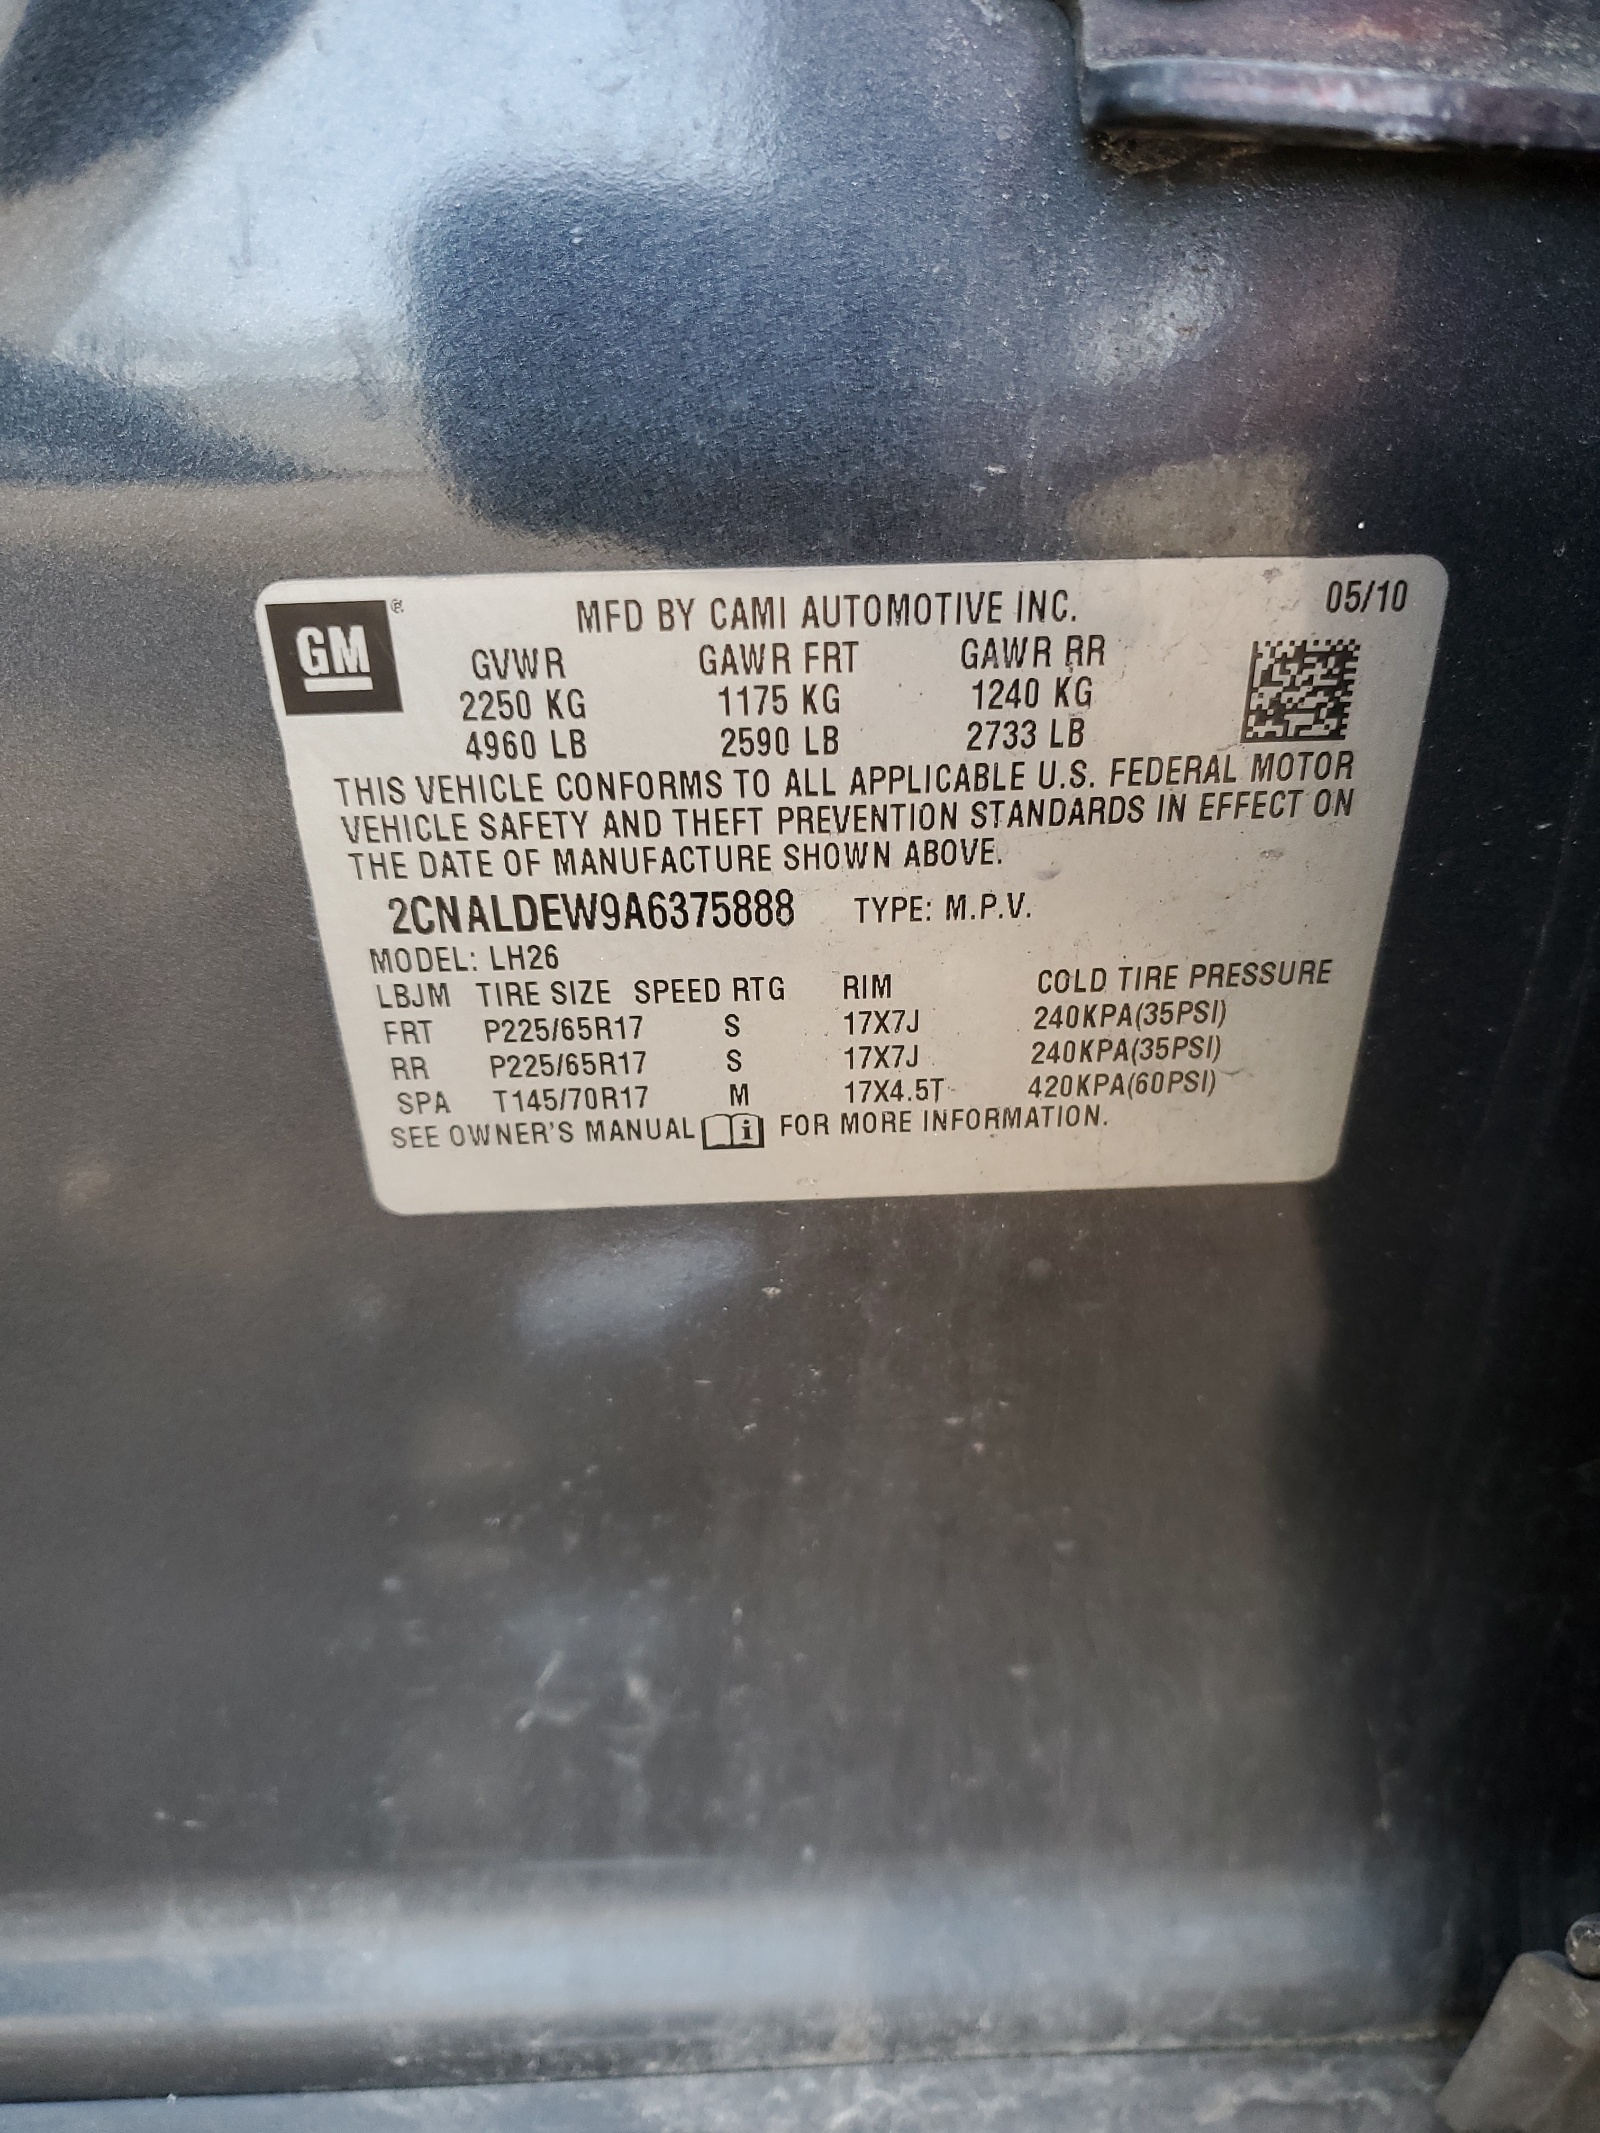 GM ® MFD BY CAMI AUTOMOTIVE INC. 05/10
GVWR GAWR FRT GAWR RR
2250 KG 1175 KG 1240 KG
4960 LB 2590 LB 2733 LB
THIS VEHICLE CONFORMS TO ALL APPLICABLE U.S. FEDERAL MOTOR
VEHICLE SAFETY AND THEFT PREVENTION STANDARDS IN EFFECT ON
THE DATE OF MANUFACTURE SHOWN ABOVE.
2CNALDEW9A6375888 TYPE: M.P.V.
MODEL: LH26
LBJM TIRE SIZE SPEED RTG RIM COLD TIRE PRESSURE
FRT P225/65R17 S 17X7J 240KPA(35PSI)
RR P225/65R17 S 17X7J 240KPA(35PSI)
SPA T145/70R17 M 17X4.5T 420KPA(60PSI)
SEE OWNER'S MANUAL i FOR MORE INFORMATION.